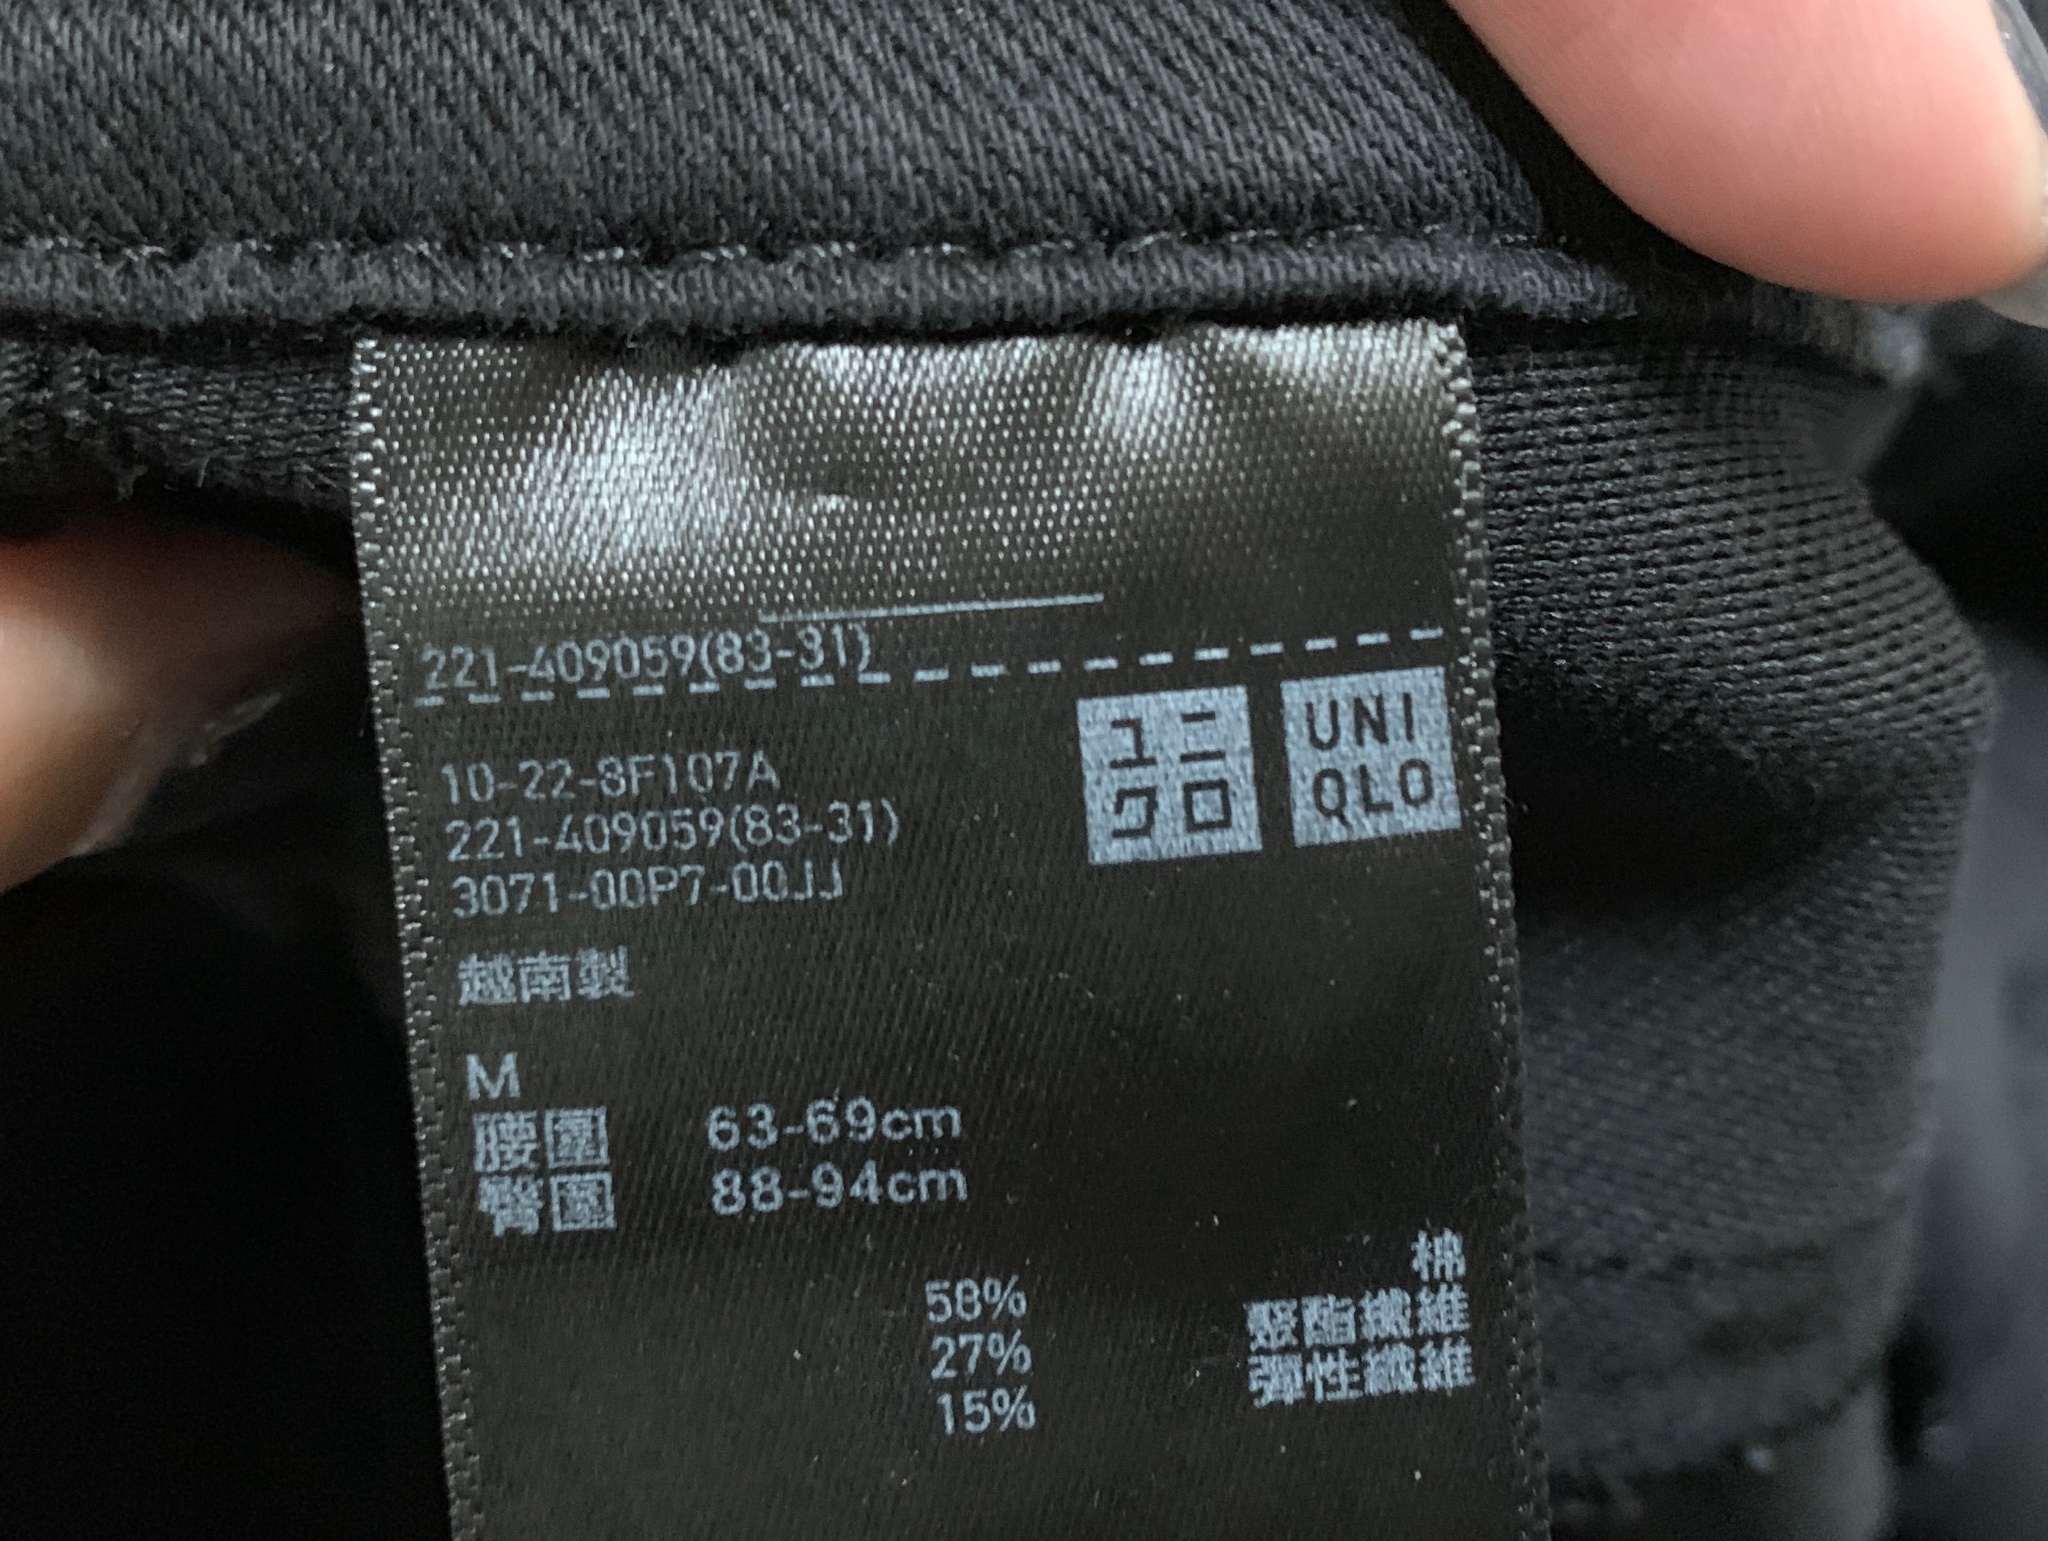 221-409059(83-31)
ユニ
クロ
UNI
QLO
10-22-8F107A
221-409059(83-31)
3071-00P7-00JJ
越南製
M
腰圍 63-69cm
臀圍 88-94cm
58% 棉
27% 聚酯纖維
15% 彈性纖維